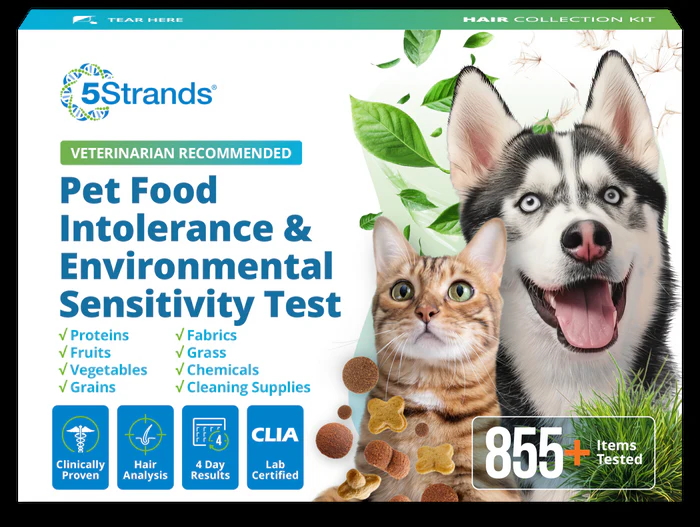 TEAR HERE
HAIR COLLECTION KIT
5Strands®
VETERINARIAN RECOMMENDED
Pet Food
Intolerance &
Environmental
Sensitivity Test
√ Proteins
√ Fruits
√ Vegetables
√ Grains
√ Fabrics
√ Grass
√ Chemicals
√ Cleaning Supplies
Clinically
Proven
Hair
Analysis
4
4 Day
Results
CLIA
Lab
Certified
855+
Items
Tested